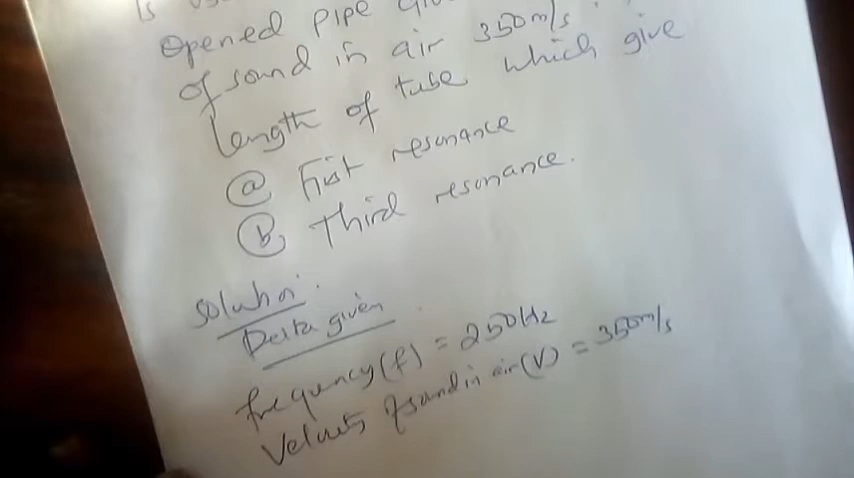 Is
Opened pipe
of sound in air 350m/s.
length of tube which give
(a) First resonance
(b) Third resonance.
Solution.
Data given
frequency (f) = 250Hz
Velocity of sound in air (V) = 350m/s